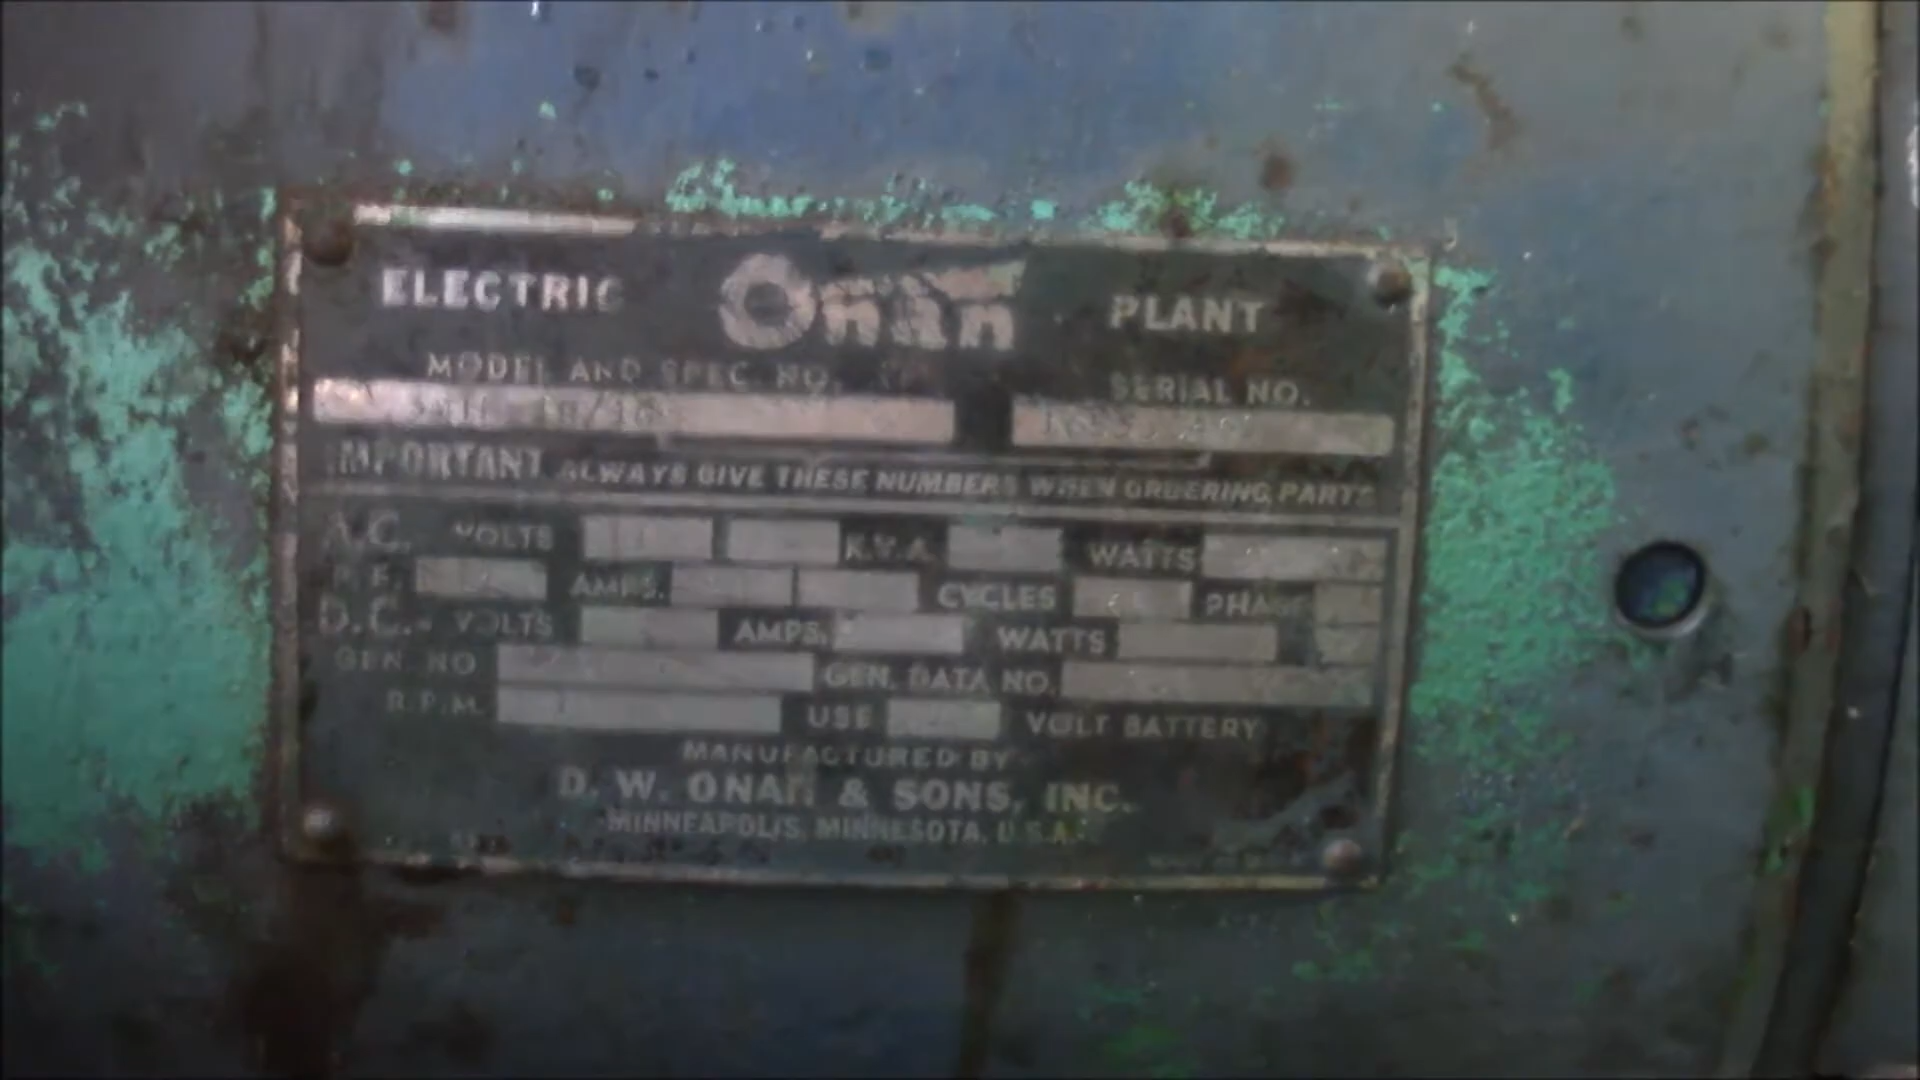 ELECTRIC Onan PLANT
MODEL AND SPEC NO. SERIAL NO.
IMPORTANT ALWAYS GIVE THESE NUMBERS WHEN ORDERING PARTS
A.C. VOLTS K.V.A. WATTS
P.F. AMPS. CYCLES PHASE
D.C. - VOLTS AMPS. WATTS
GEN. NO GEN. DATA NO.
R.P.M. USE VOLT BATTERY
MANUFACTURED BY
D. W. ONAN & SONS, INC.
MINNEAPOLIS, MINNESOTA, U.S.A.